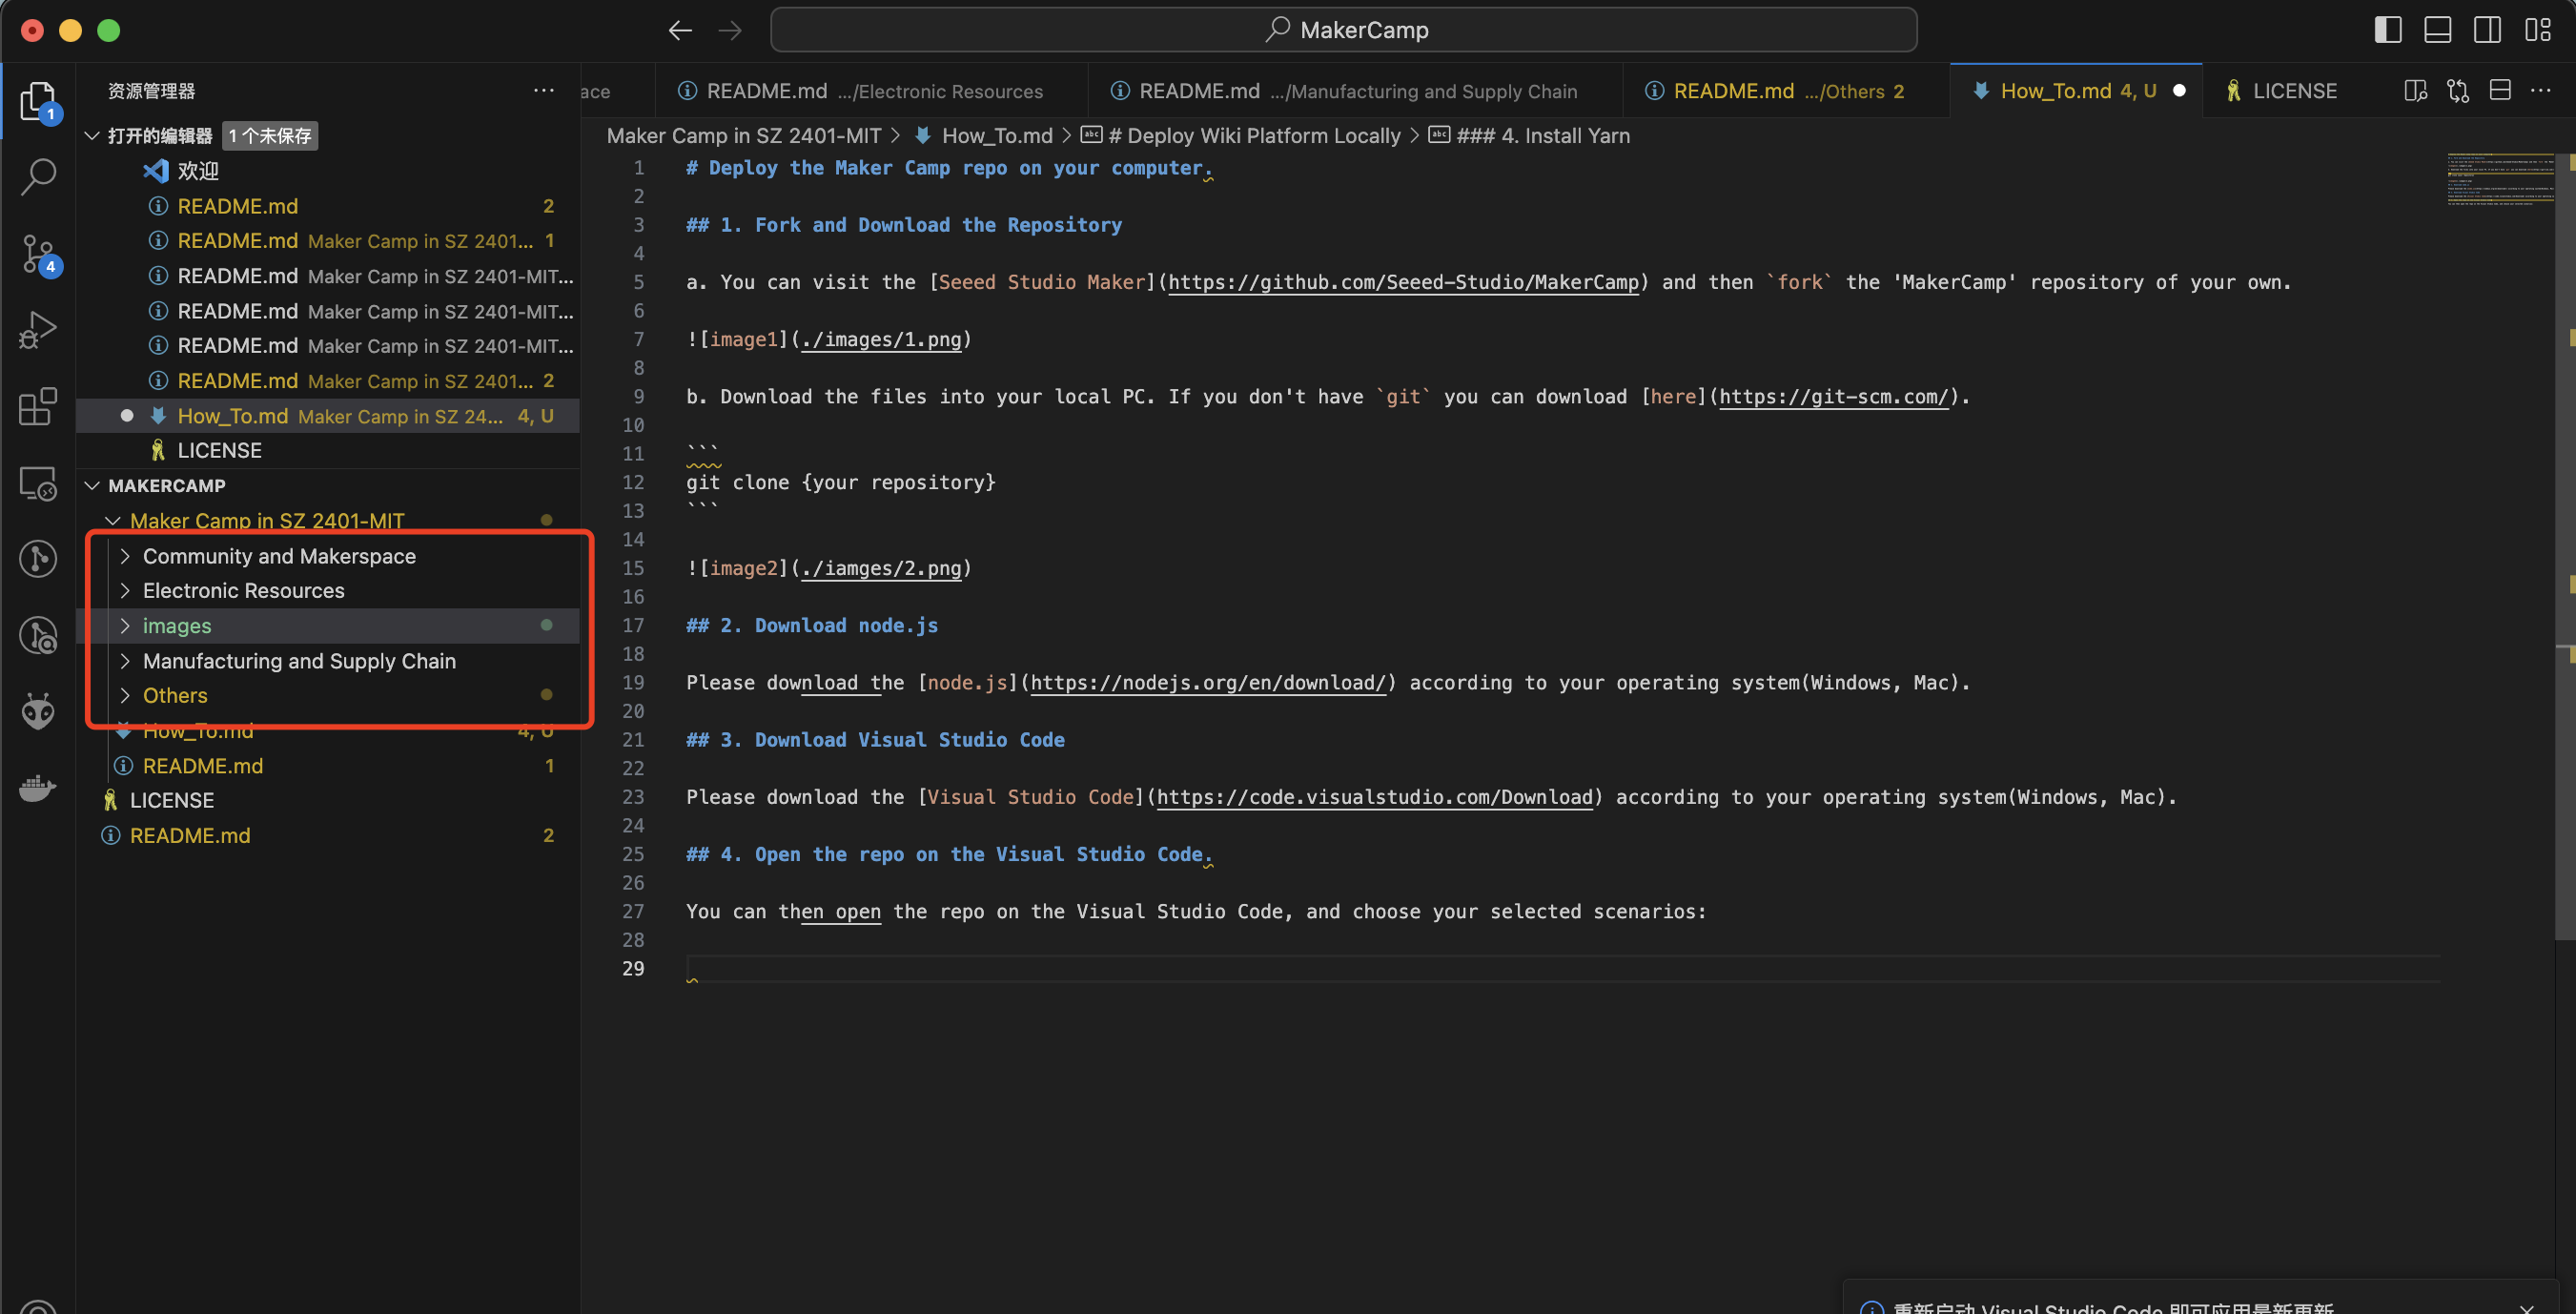 MakerCamp
资源管理器
打开的编辑器 1 个未保存
欢迎
README.md 2
README.md Maker Camp in SZ 2401... 1
README.md Maker Camp in SZ 2401-MIT...
README.md Maker Camp in SZ 2401-MIT...
README.md Maker Camp in SZ 2401-MIT...
README.md Maker Camp in SZ 2401... 2
How_To.md Maker Camp in SZ 24... 4, U
LICENSE
MAKERCAMP
Maker Camp in SZ 2401-MIT
Community and Makerspace
Electronic Resources
images
Manufacturing and Supply Chain
Others
How_To.md 4, U
README.md 1
LICENSE
README.md 2
1
4
ace
README.md .../Electronic Resources
README.md .../Manufacturing and Supply Chain
README.md .../Others 2
How_To.md 4, U
LICENSE
Maker Camp in SZ 2401-MIT > How_To.md > # Deploy Wiki Platform Locally > ### 4. Install Yarn
1 # Deploy the Maker Camp repo on your computer.
2
3 ## 1. Fork and Download the Repository
4
5 a. You can visit the [Seeed Studio Maker](https://github.com/Seeed-Studio/MakerCamp) and then `fork` the 'MakerCamp' repository of your own.
6
7 ![image1](./images/1.png)
8
9 b. Download the files into your local PC. If you don't have `git` you can download [here](https://git-scm.com/).
10
11 ```
12 git clone {your repository}
13 ```
14
15 ![image2](./iamges/2.png)
16
17 ## 2. Download node.js
18
19 Please download the [node.js](https://nodejs.org/en/download/) according to your operating system(Windows, Mac).
20
21 ## 3. Download Visual Studio Code
22
23 Please download the [Visual Studio Code](https://code.visualstudio.com/Download) according to your operating system(Windows, Mac).
24
25 ## 4. Open the repo on the Visual Studio Code.
26
27 You can then open the repo on the Visual Studio Code, and choose your selected scenarios:
28
29
重新启动 Visual Studio Code 即可应用最新更新